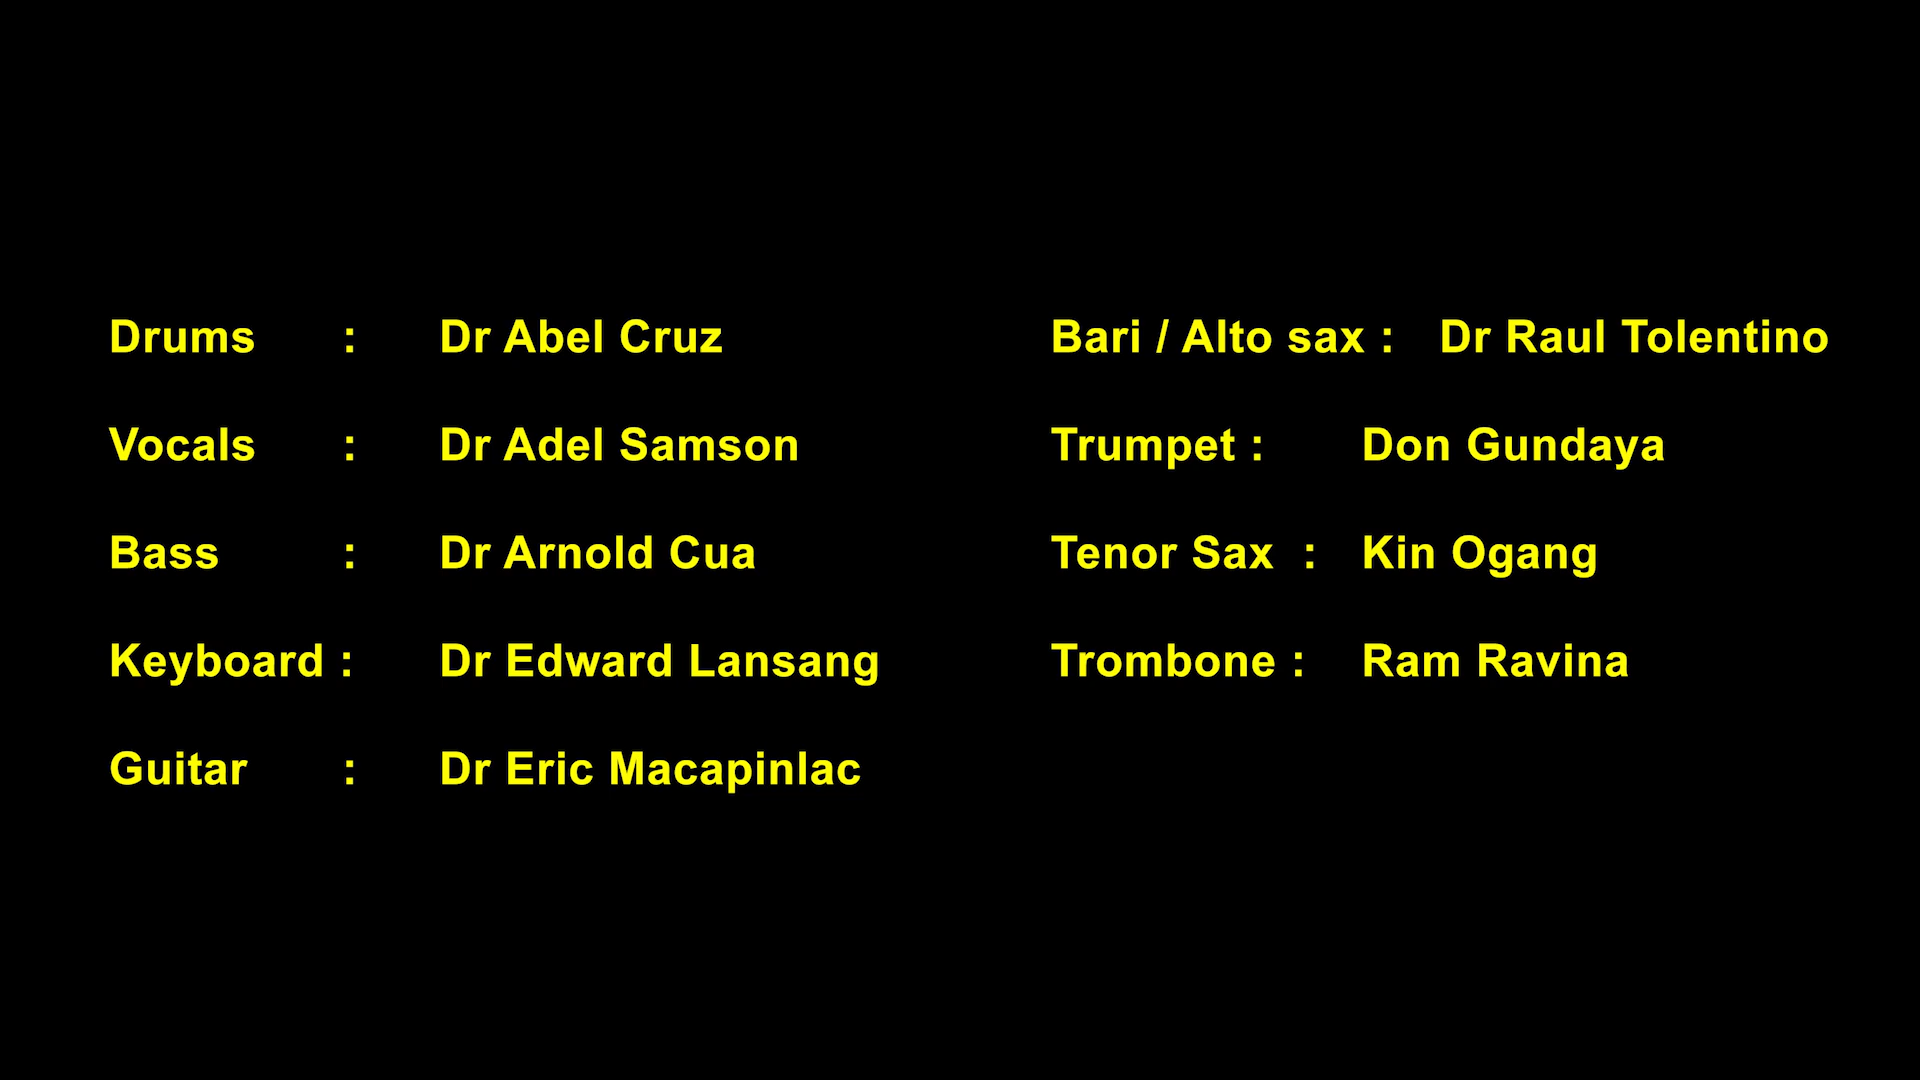 Drums : Dr Abel Cruz
Vocals : Dr Adel Samson
Bass : Dr Arnold Cua
Keyboard : Dr Edward Lansang
Guitar : Dr Eric Macapinlac
Bari / Alto sax : Dr Raul Tolentino
Trumpet : Don Gundaya
Tenor Sax : Kin Ogang
Trombone : Ram Ravina